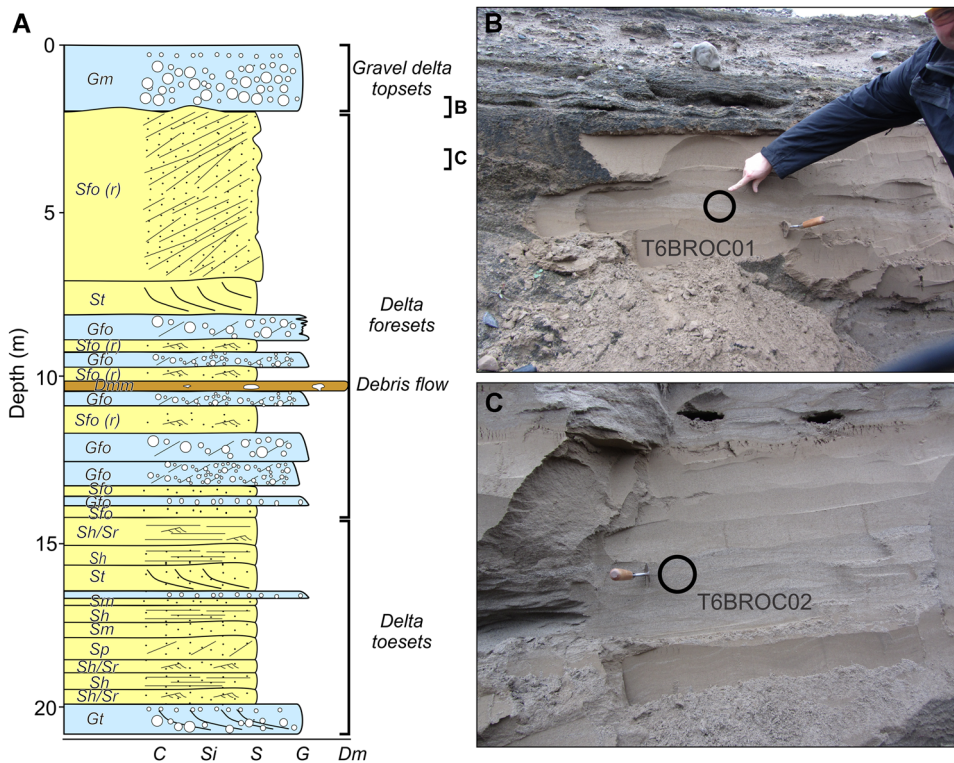 A
0
Gm
Gravel delta
topsets
B
C
Sfo (r)
5
St
Gfo
Delta
foresets
Sfo (r)
Gfo
Sfo (r)
10
Dmm
Debris flow
Gfo
Sfo (r)
Gfo
Gfo
Sfo
Gfo
Sfo
Sh/Sr
15
Sh
St
Sm
Sh
Sm
Delta
toesets
Sp
Sh/Sr
Sh
Sh/Sr
20
Gt
Depth (m)
C Si S G Dm
B
T6BROC01
C
T6BROC02